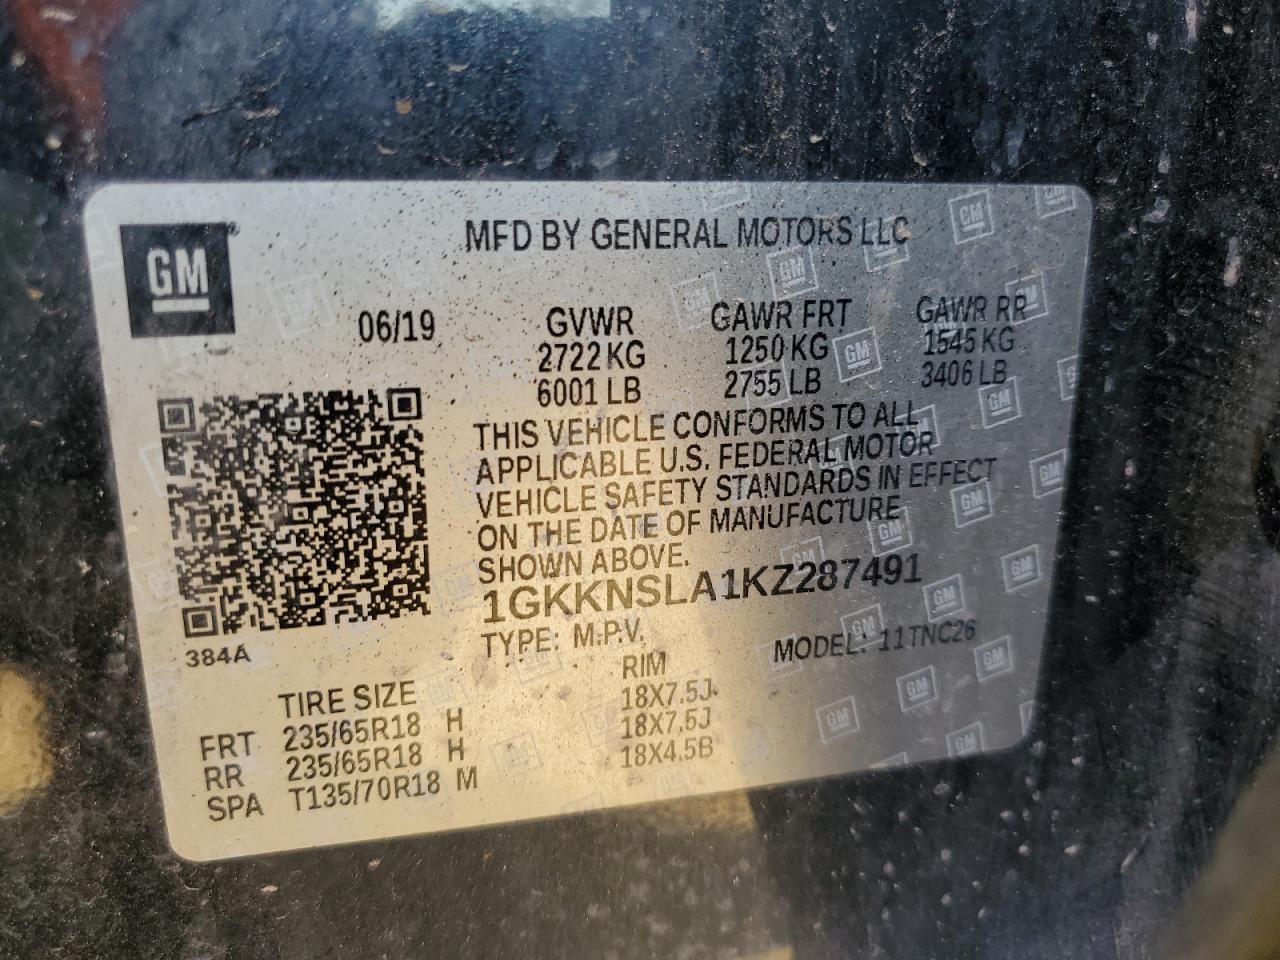 GM®
MFD BY GENERAL MOTORS LLC
06/19
GVWR GAWR FRT GAWR RR
2722 KG 1250 KG 1545 KG
6001 LB 2755 LB 3406 LB
THIS VEHICLE CONFORMS TO ALL
APPLICABLE U.S. FEDERAL MOTOR
VEHICLE SAFETY STANDARDS IN EFFECT
ON THE DATE OF MANUFACTURE
SHOWN ABOVE.
1GKKNSLA1KZ287491
TYPE: M.P.V. MODEL: 11TNC26
384A
TIRE SIZE RIM
FRT 235/65R18 H 18X7.5J
RR 235/65R18 H 18X7.5J
SPA T135/70R18 M 18X4.5B